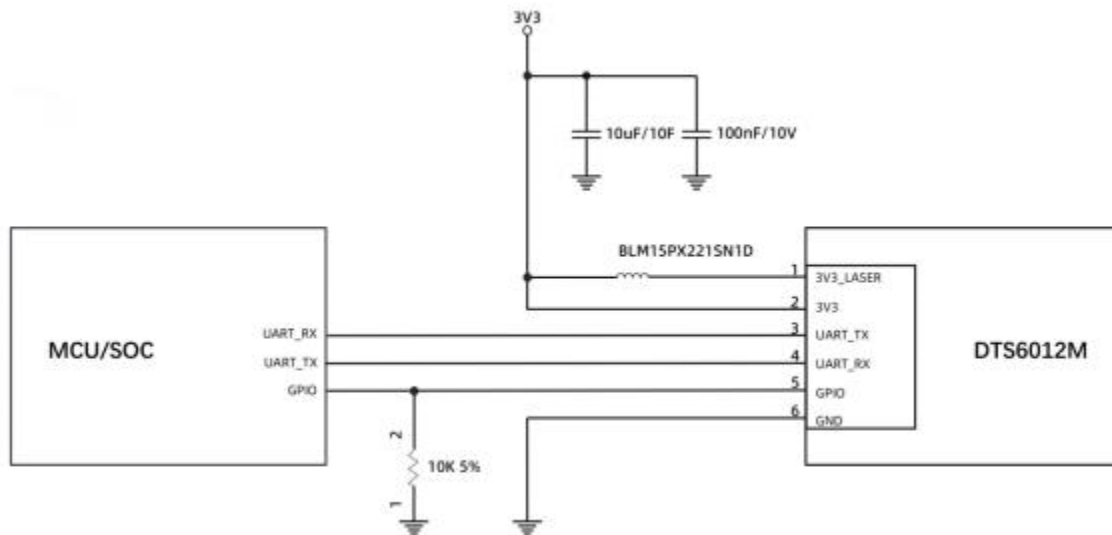 3V3
10uF/10F
100nF/10V
BLM15PX221SN1D
1
3V3_LASER
2
3V3
UART_RX
3
UART_TX
MCU/SOC
DTS6012M
UART_TX
4
UART_RX
GPIO
5
GPIO
6
GND
2
10K 5%
1